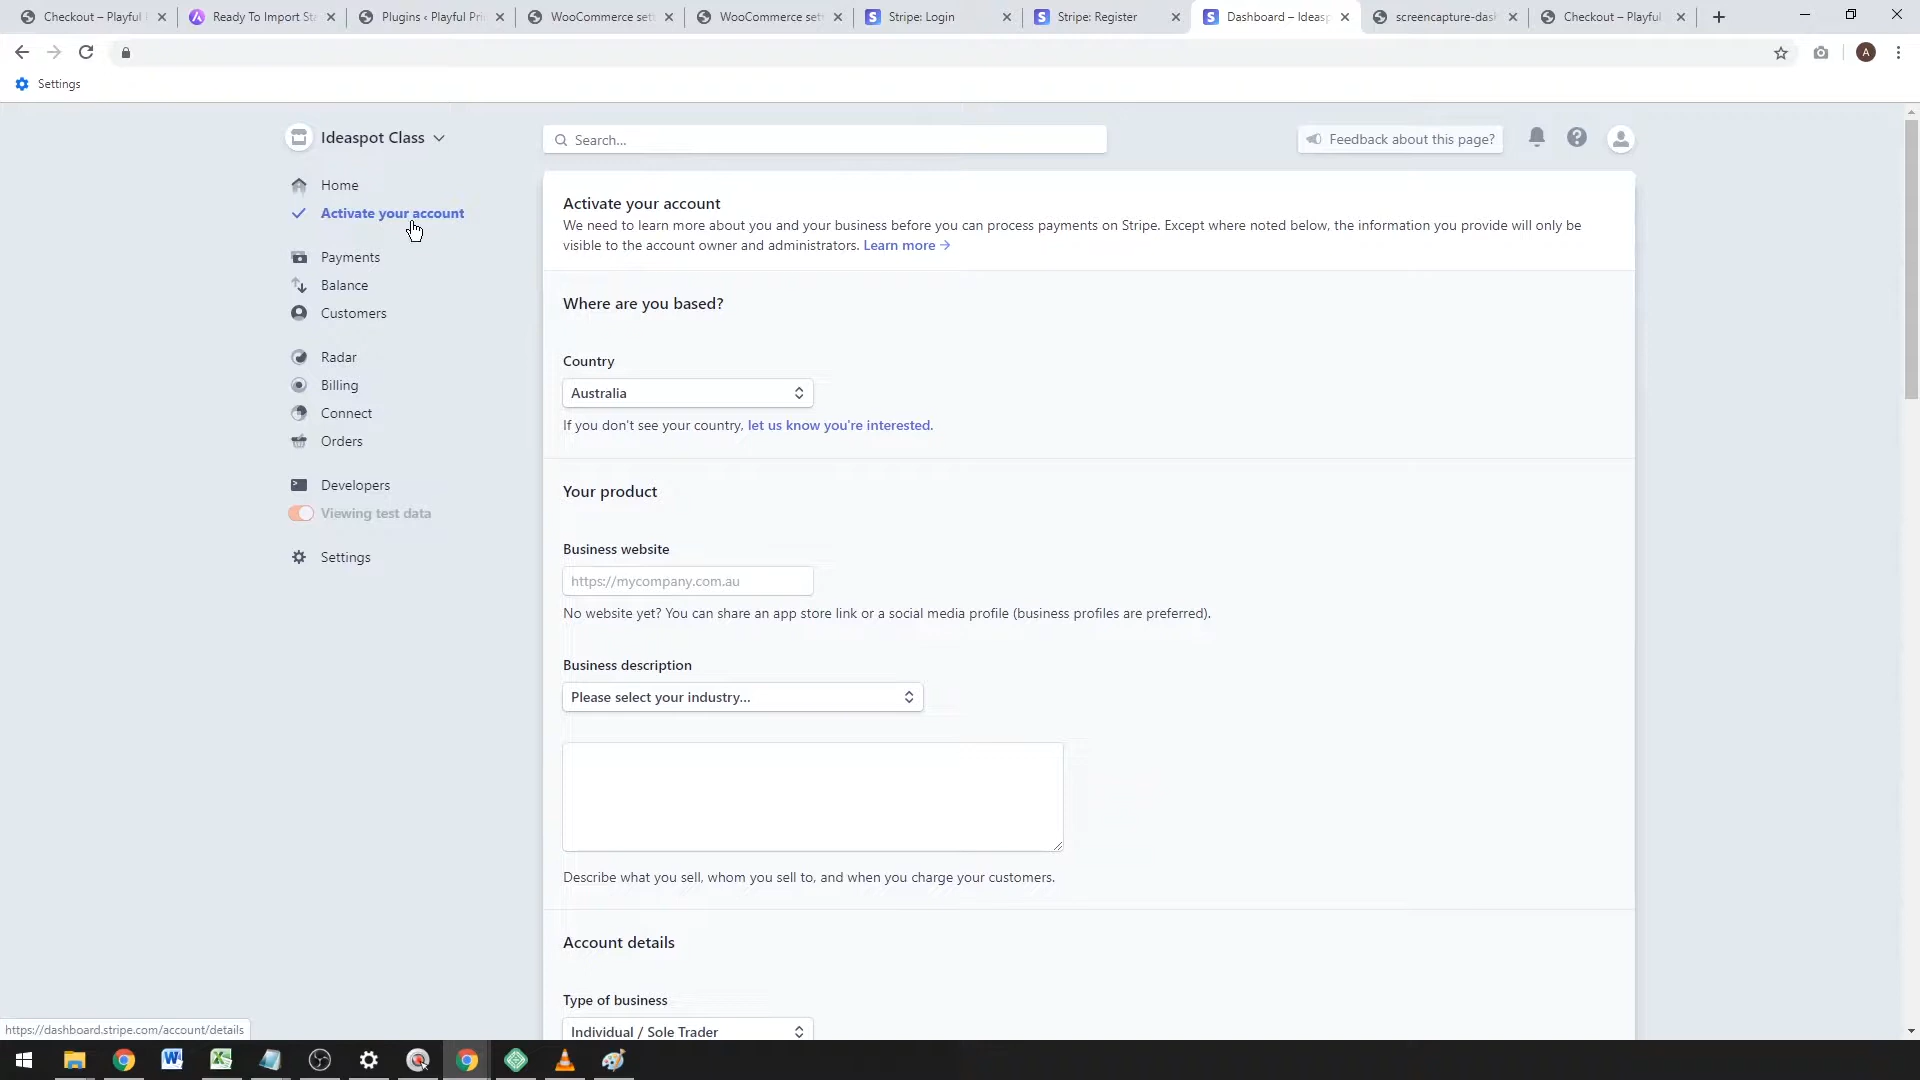 Checkout – Playful
Ready To Import Sta
Plugins ‹ Playful Pri
WooCommerce sett
WooCommerce sett
Stripe: Login
Stripe: Register
Dashboard – Ideasp
screencapture-dash
Checkout – Playful
A
Settings
Ideaspot Class
Search...
Feedback about this page?
Home
Activate your account
Payments
Balance
Customers
Radar
Billing
Connect
Orders
Developers
Viewing test data
Settings
Activate your account
We need to learn more about you and your business before you can process payments on Stripe. Except where noted below, the information you provide will only be
visible to the account owner and administrators. Learn more →
Where are you based?
Country
Australia
If you don't see your country, let us know you're interested.
Your product
Business website
https://mycompany.com.au
No website yet? You can share an app store link or a social media profile (business profiles are preferred).
Business description
Please select your industry...
Describe what you sell, whom you sell to, and when you charge your customers.
Account details
Type of business
Individual / Sole Trader
https://dashboard.stripe.com/account/details